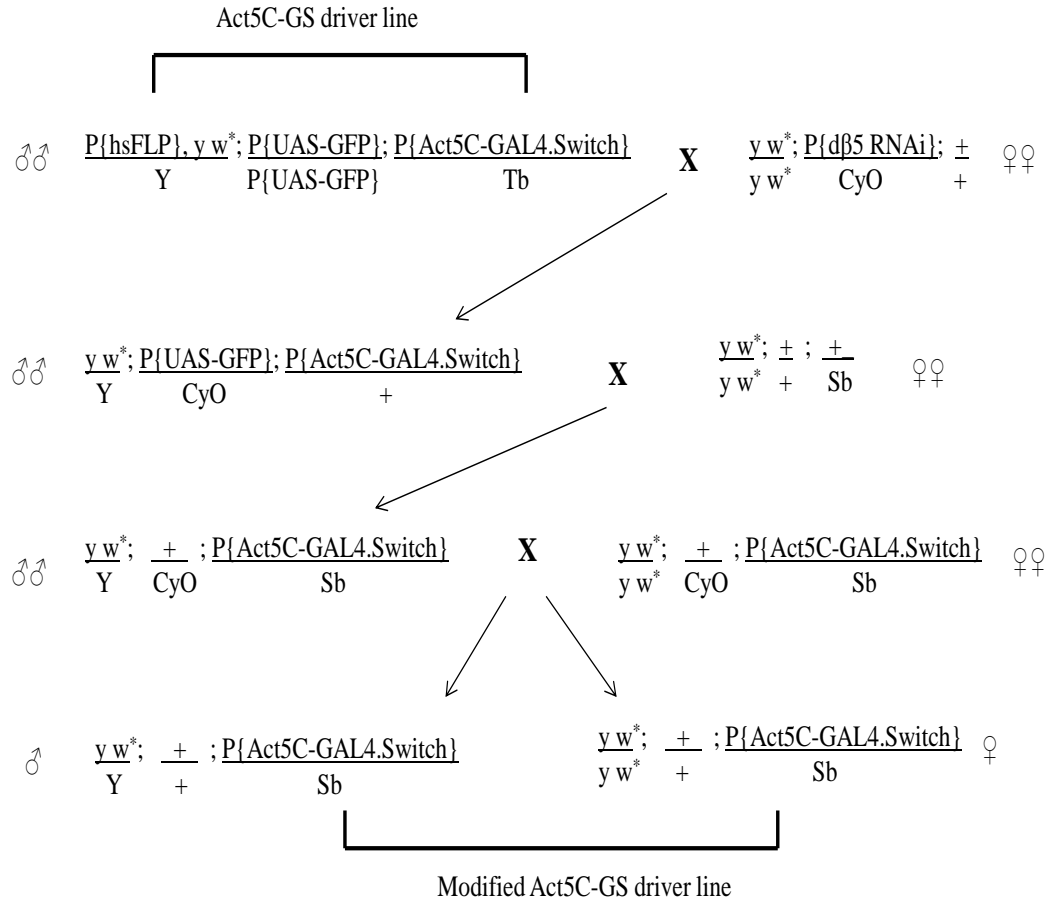 Act5C-GS driver line
♂♂ P{hsFLP}, y w*; P{UAS-GFP}; P{Act5C-GAL4.Switch} X y w*; P{dβ5 RNAi}; + ♀♀
Y P{UAS-GFP} Tb y w* CyO +
♂♂ y w*; P{UAS-GFP}; P{Act5C-GAL4.Switch} X y w*; + ; + ♀♀
Y CyO + y w* + Sb
♂♂ y w*; + ; P{Act5C-GAL4.Switch} X y w*; + ; P{Act5C-GAL4.Switch} ♀♀
Y CyO Sb y w* CyO Sb
♂ y w*; + ; P{Act5C-GAL4.Switch} y w*; + ; P{Act5C-GAL4.Switch} ♀
Y + Sb y w* + Sb
Modified Act5C-GS driver line